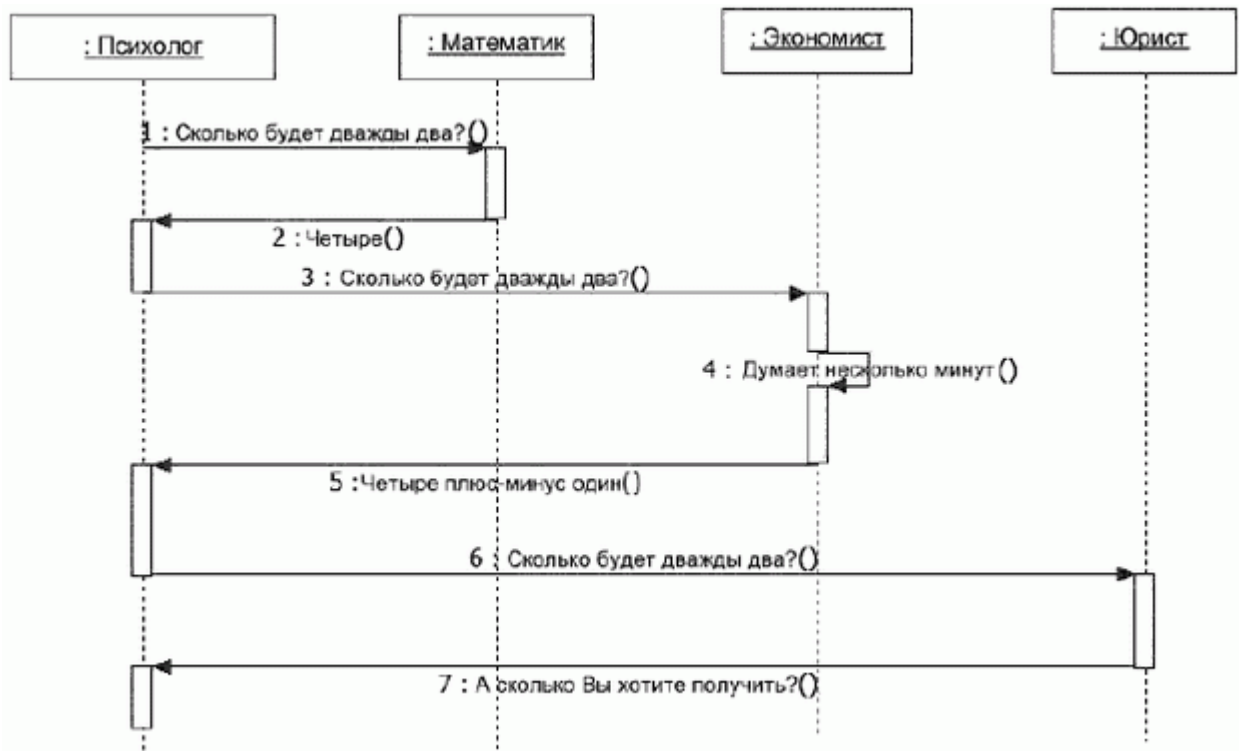 : Психолог
: Математик
: Экономист
: Юрист
1 : Сколько будет дважды два?()
2 : Четыре()
3 : Сколько будет дважды два?()
4 : Думает несколько минут()
5 :Четыре плюс-минус один()
6 : Сколько будет дважды два?()
7 : А сколько Вы хотите получить?()